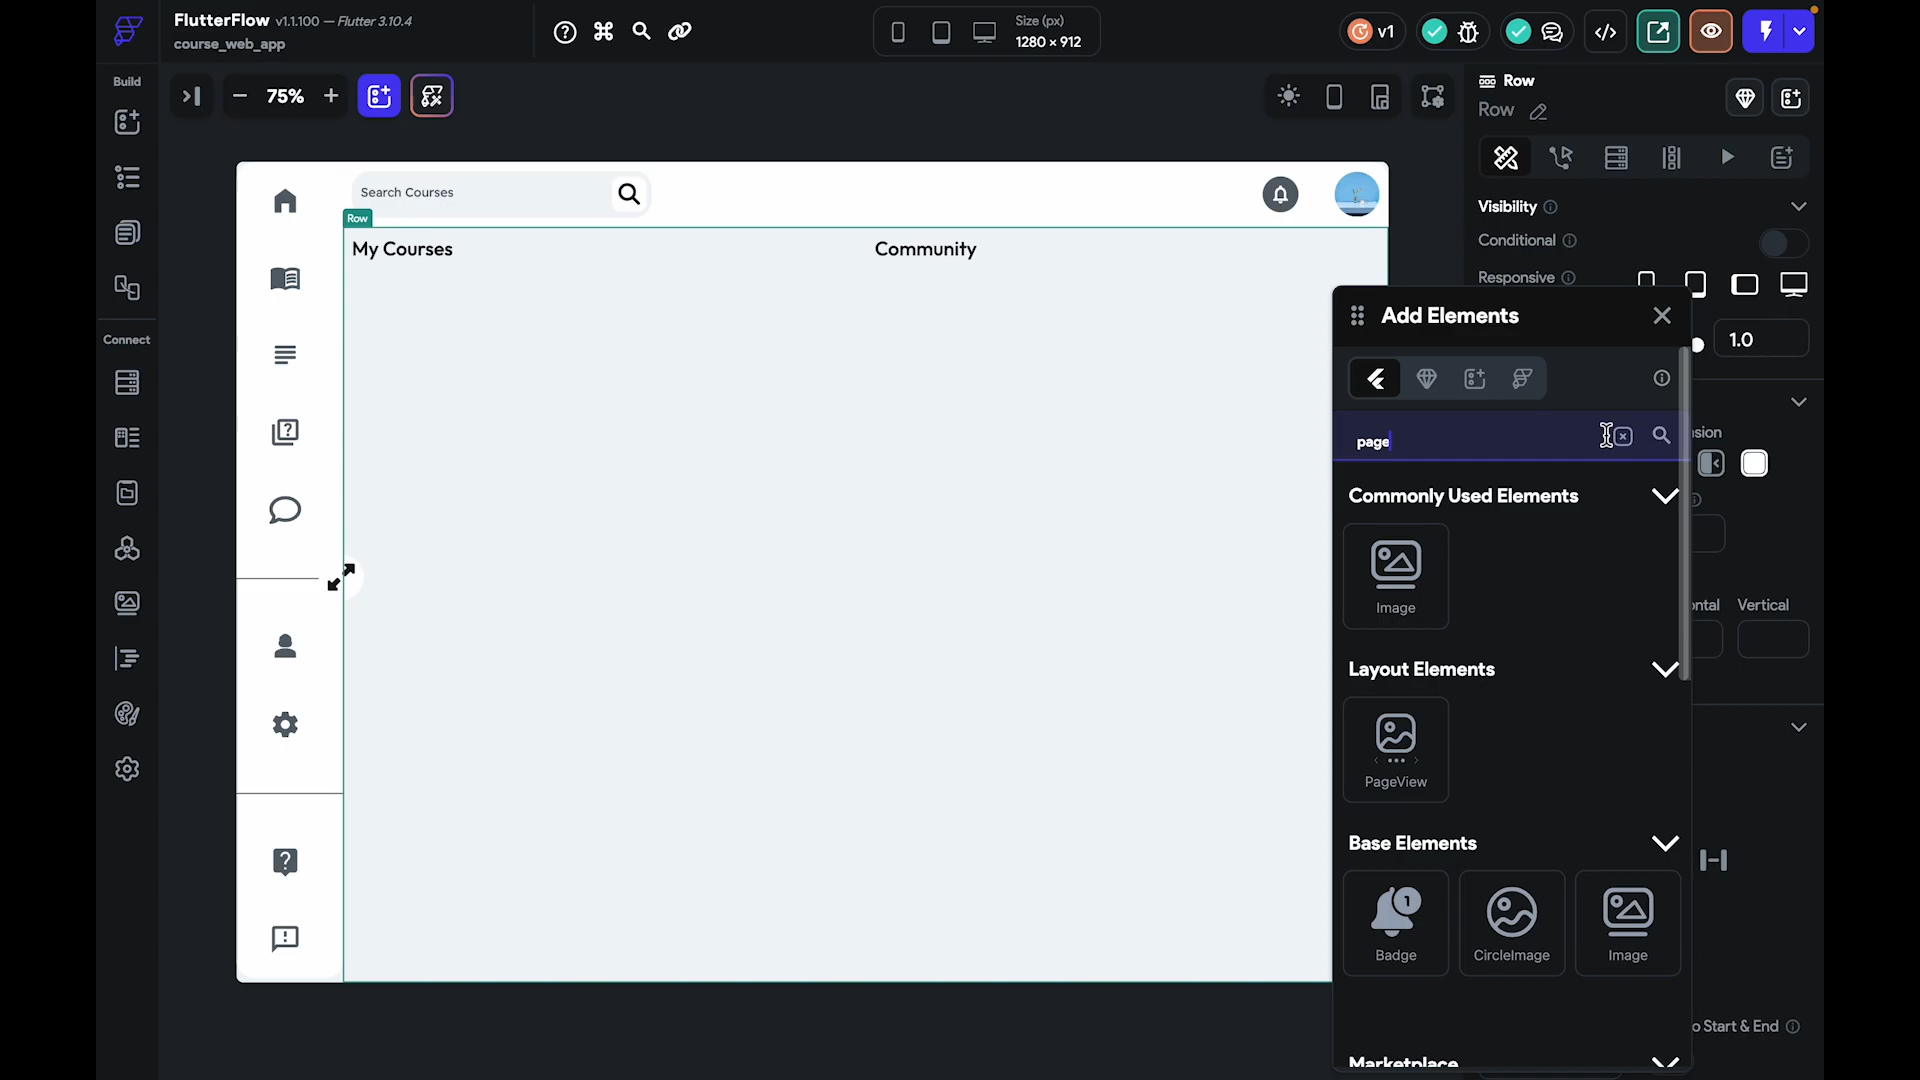 FlutterFlow v1.1.100 — Flutter 3.10.4
course_web_app
Size (px)
1280 × 912
v1
Build
75%
Row
Row
Visibility
Conditional
Responsive
1.0
Connect
Search Courses
Row
My Courses
Community
Add Elements
page
Commonly Used Elements
Image
Layout Elements
PageView
Base Elements
1
Badge
CircleImage
Image
Marketplace
Vertical
o Start & End